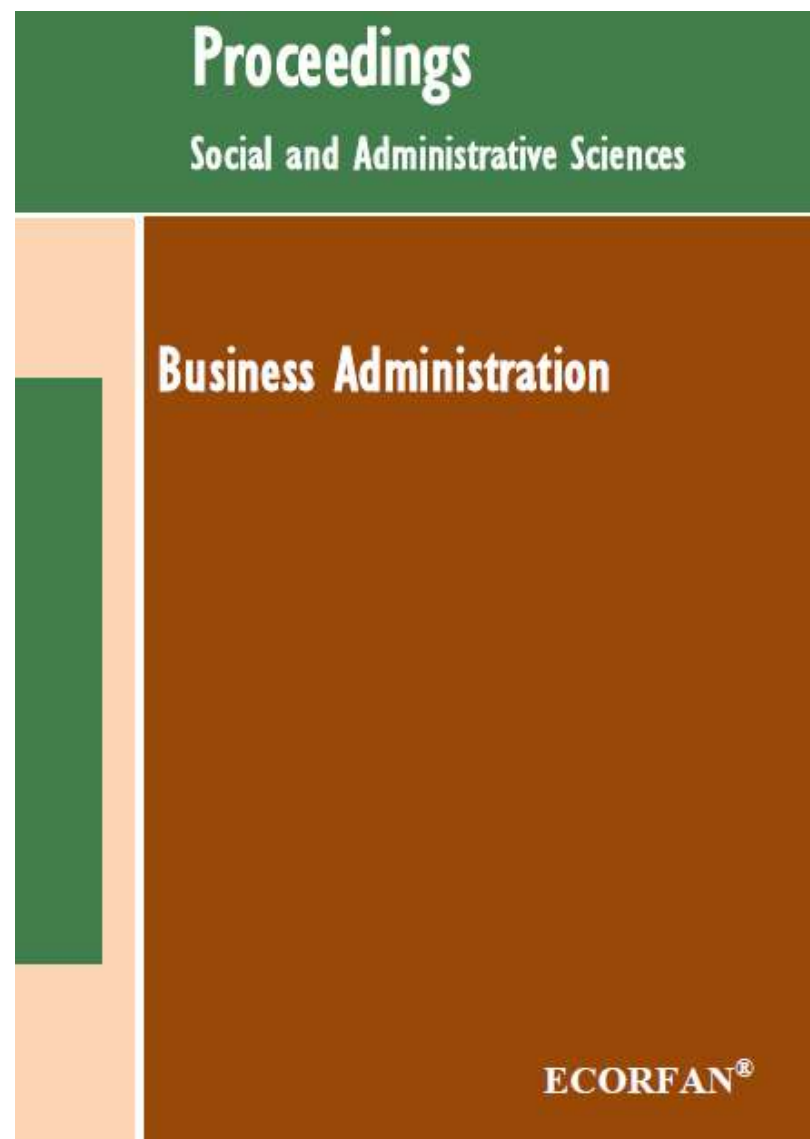 Proceedings
Social and Administrative Sciences
Business Administration
ECORFAN®